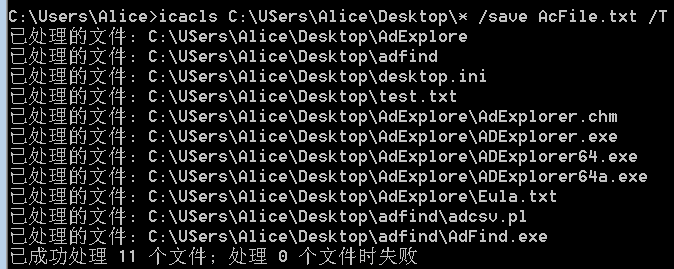 C:\Users\Alice>icacls C:\USers\Alice\Desktop\* /save AcFile.txt /T
已处理的文件: C:\USers\Alice\Desktop\AdExplore
已处理的文件: C:\USers\Alice\Desktop\adfind
已处理的文件: C:\USers\Alice\Desktop\desktop.ini
已处理的文件: C:\USers\Alice\Desktop\test.txt
已处理的文件: C:\USers\Alice\Desktop\AdExplore\AdExplorer.chm
已处理的文件: C:\USers\Alice\Desktop\AdExplore\ADExplorer.exe
已处理的文件: C:\USers\Alice\Desktop\AdExplore\ADExplorer64.exe
已处理的文件: C:\USers\Alice\Desktop\AdExplore\ADExplorer64a.exe
已处理的文件: C:\USers\Alice\Desktop\AdExplore\Eula.txt
已处理的文件: C:\USers\Alice\Desktop\adfind\adcsv.pl
已处理的文件: C:\USers\Alice\Desktop\adfind\AdFind.exe
已成功处理 11 个文件; 处理 0 个文件时失败